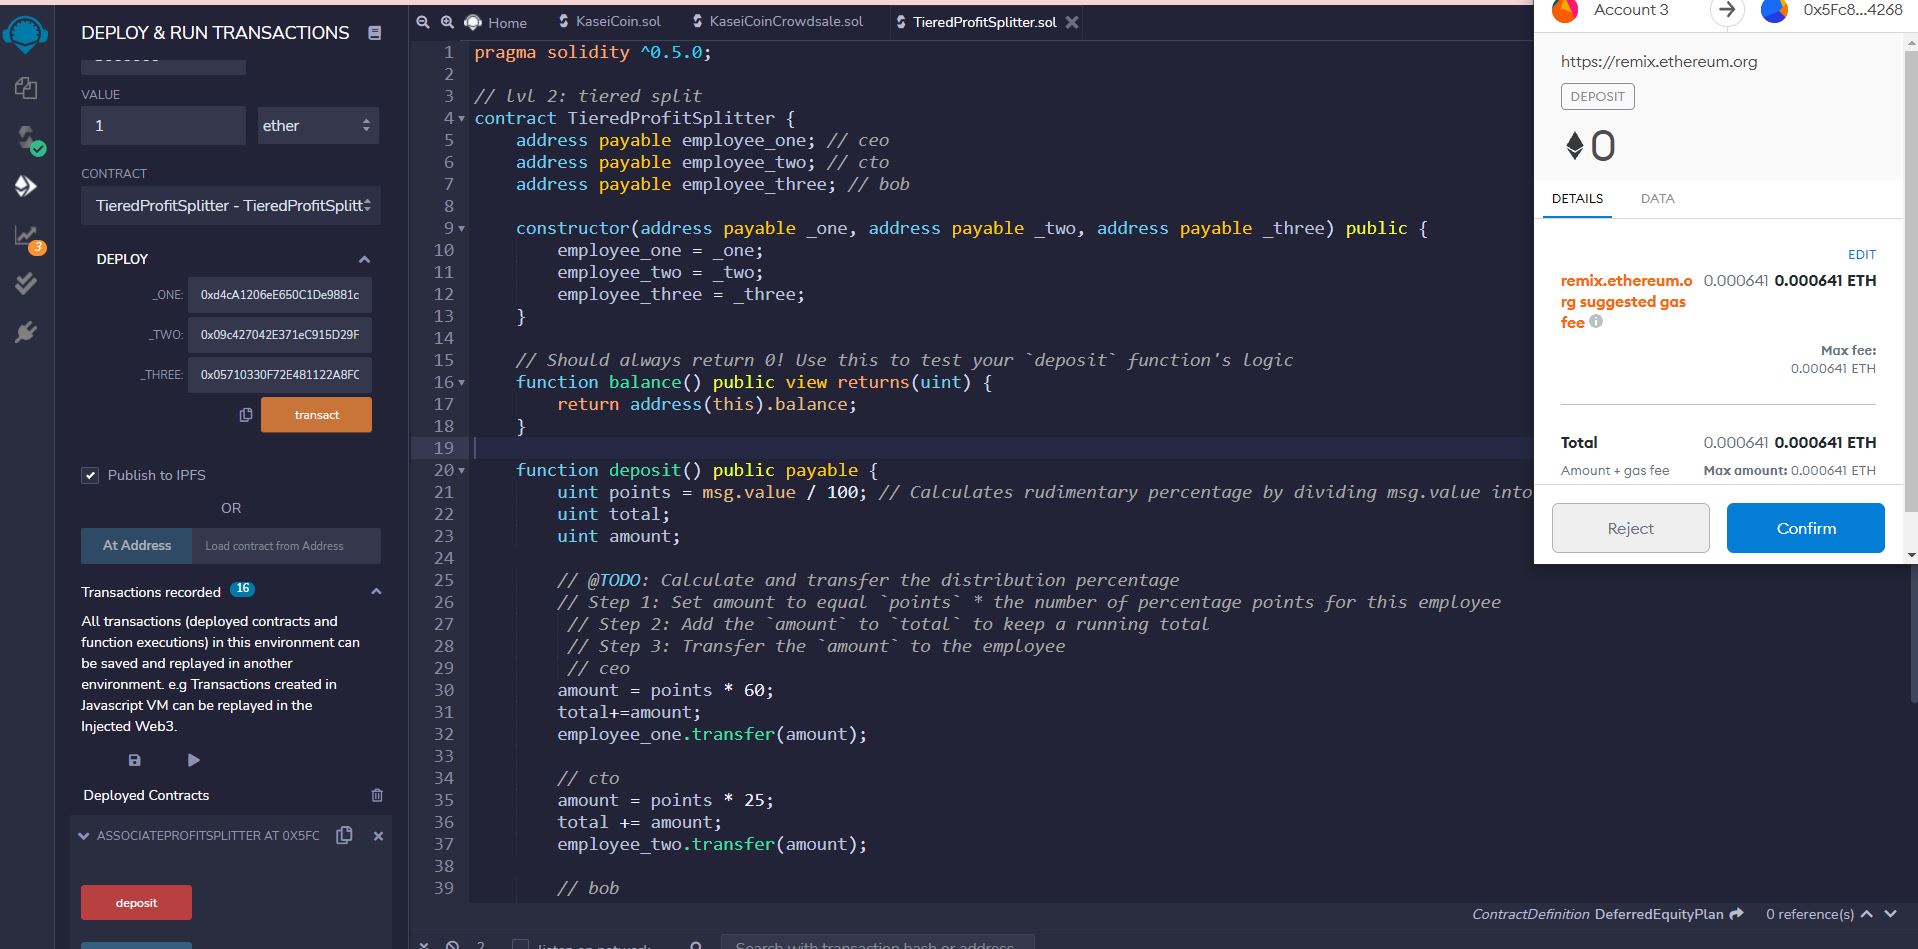 DEPLOY & RUN TRANSACTIONS
VALUE
1
ether
CONTRACT
TieredProfitSplitter - TieredProfitSplitt
DEPLOY
_ONE:
0xd4cA1206eE650C1De9881c
_TWO:
0x09c427042E371eC915D29F
_THREE:
0x05710330F72E481122A8FC
transact
Publish to IPFS
OR
At Address
Load contract from Address
Transactions recorded 16
All transactions (deployed contracts and
function executions) in this environment can
be saved and replayed in another
environment. e.g Transactions created in
Javascript VM can be replayed in the
Injected Web3.
Deployed Contracts
ASSOCIATEPROFITSPLITTER AT 0X5FC
deposit
3
Home
KaseiCoin.sol
KaseiCoinCrowdsale.sol
TieredProfitSplitter.sol
1 pragma solidity ^0.5.0;
2
3 // lvl 2: tiered split
4 contract TieredProfitSplitter {
5 address payable employee_one; // ceo
6 address payable employee_two; // cto
7 address payable employee_three; // bob
8
9 constructor(address payable _one, address payable _two, address payable _three) public {
10 employee_one = _one;
11 employee_two = _two;
12 employee_three = _three;
13 }
14
15 // Should always return 0! Use this to test your `deposit` function's logic
16 function balance() public view returns(uint) {
17 return address(this).balance;
18 }
19
20 function deposit() public payable {
21 uint points = msg.value / 100; // Calculates rudimentary percentage by dividing msg.value into
22 uint total;
23 uint amount;
24
25 // @TODO: Calculate and transfer the distribution percentage
26 // Step 1: Set amount to equal `points` * the number of percentage points for this employee
27 // Step 2: Add the `amount` to `total` to keep a running total
28 // Step 3: Transfer the `amount` to the employee
29 // ceo
30 amount = points * 60;
31 total+=amount;
32 employee_one.transfer(amount);
33
34 // cto
35 amount = points * 25;
36 total += amount;
37 employee_two.transfer(amount);
38
39 // bob
ContractDefinition DeferredEquityPlan 0 reference(s)
2
listen on network
Search with transaction hash or address
Account 3
0x5Fc8...4268
https://remix.ethereum.org
DEPOSIT
0
DETAILS
DATA
EDIT
remix.ethereum.o 0.000641 0.000641 ETH
rg suggested gas
fee
Max fee:
0.000641 ETH
Total 0.000641 0.000641 ETH
Amount + gas fee Max amount: 0.000641 ETH
Reject
Confirm